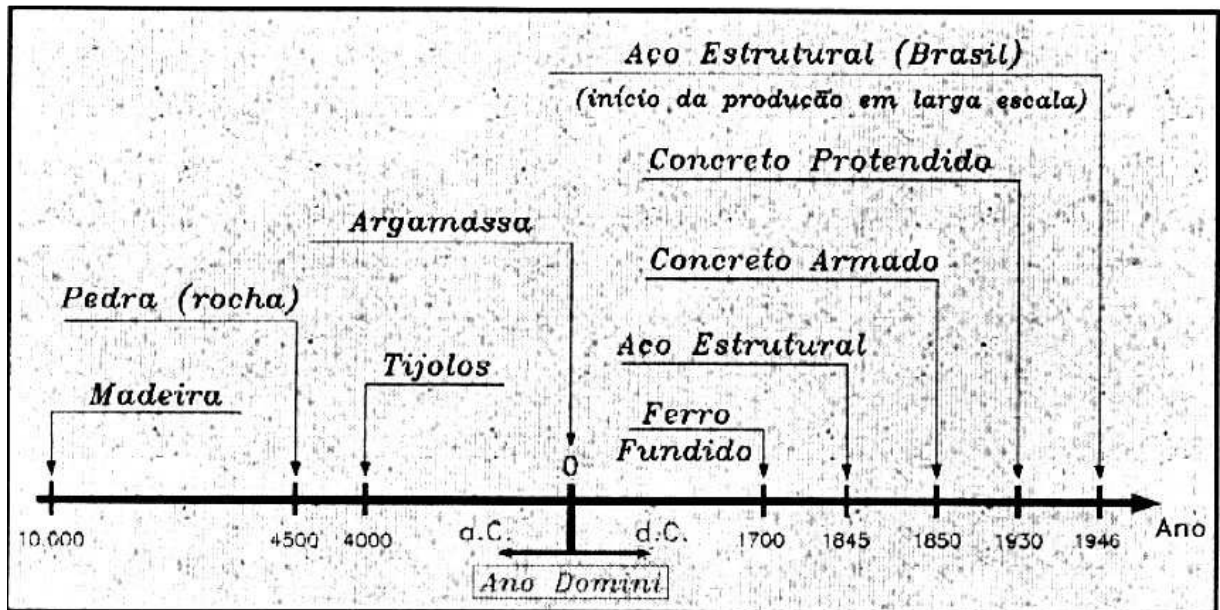 Aço Estrutural (Brasil)
(início da produção em larga escala)
Concreto Protendido
Argamassa
Concreto Armado
Pedra (rocha)
Aço Estrutural
Tijolos
Madeira
Ferro
Fundido
0
10.000
4500
4000
a.C.
d.C.
1700
1845
1850
1930
1946
Ano
Ano Domini